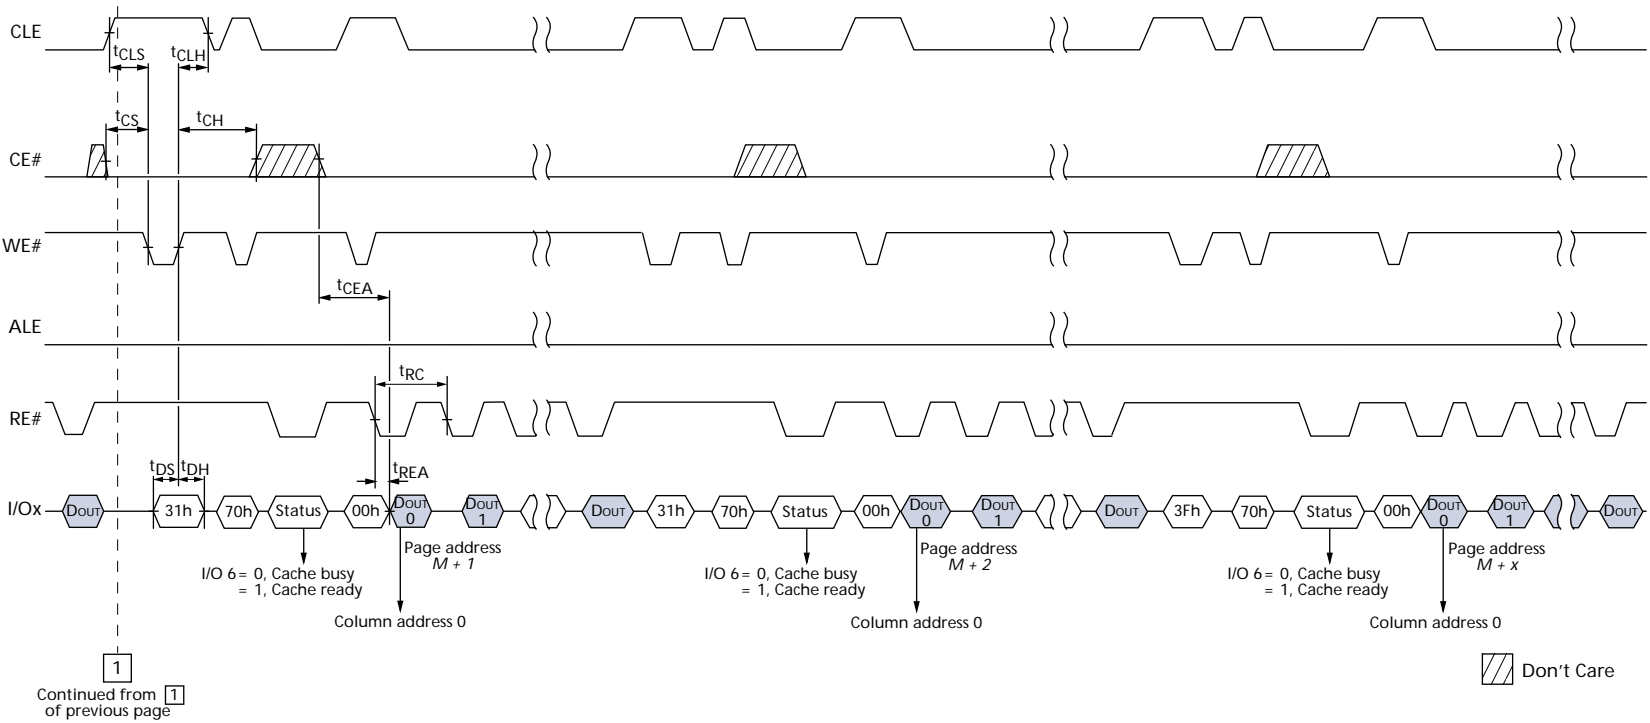 CLE
tCLS
tCLH
tCS
tCH
CE#
WE#
tCEA
ALE
tRC
RE#
tDS
tDH
tREA
I/Ox
DOUT
31h
70h
Status
00h
DOUT 0
DOUT 1
DOUT
31h
70h
Status
00h
DOUT 0
DOUT 1
DOUT
3Fh
70h
Status
00h
DOUT 0
DOUT 1
DOUT
Page address
M + 1
Page address
M + 2
Page address
M + x
I/O 6 = 0, Cache busy
= 1, Cache ready
I/O 6 = 0, Cache busy
= 1, Cache ready
I/O 6 = 0, Cache busy
= 1, Cache ready
Column address 0
Column address 0
Column address 0
1
Continued from 1
of previous page
Don't Care